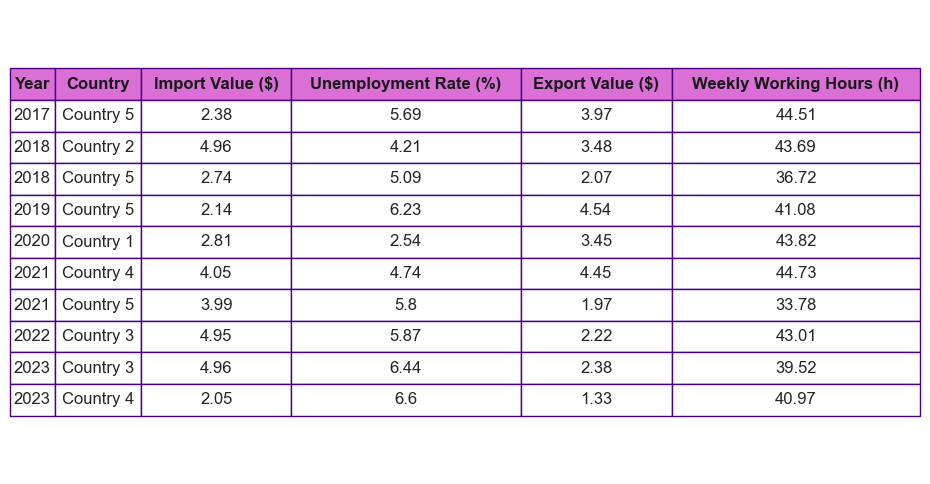 Year Country Import Value ($) Unemployment Rate (%) Export Value ($) Weekly Working Hours (h)
2017 Country 5 2.38 5.69 3.97 44.51
2018 Country 2 4.96 4.21 3.48 43.69
2018 Country 5 2.74 5.09 2.07 36.72
2019 Country 5 2.14 6.23 4.54 41.08
2020 Country 1 2.81 2.54 3.45 43.82
2021 Country 4 4.05 4.74 4.45 44.73
2021 Country 5 3.99 5.8 1.97 33.78
2022 Country 3 4.95 5.87 2.22 43.01
2023 Country 3 4.96 6.44 2.38 39.52
2023 Country 4 2.05 6.6 1.33 40.97